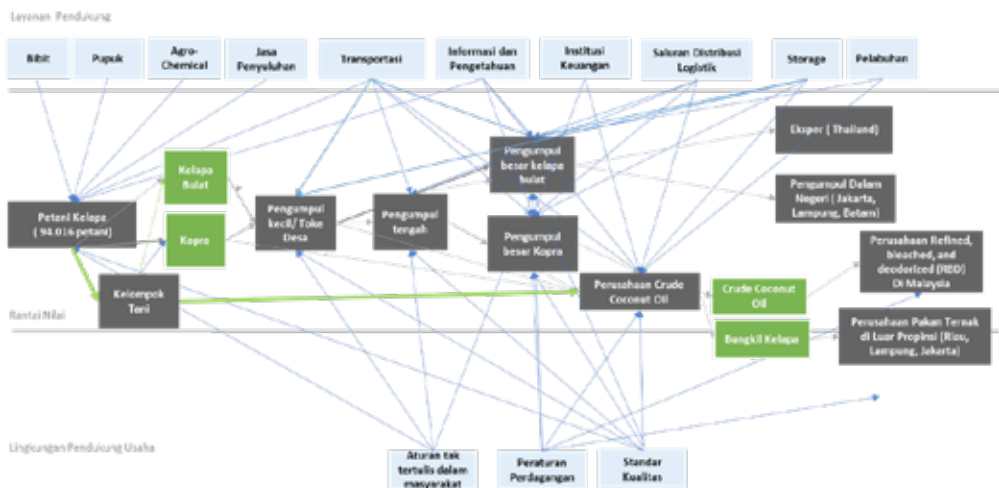 Layanan Pendukung
Bibit
Pupuk
Agro-
Chemical
Jasa
Penyuluhan
Transportasi
Informasi dan
Pengetahuan
Institusi
Keuangan
Saluran Distribusi
Logistik
Storage
Pelabuhan
Petani Kelapa
( 94.016 petani)
Kelapa
Bulat
Kopra
Kelompok
Tani
Pengumpul
kecil/ Toke
Desa
Pengumpul
tengah
Pengumpul
besar kelapa
bulat
Pengumpul
besar Kopra
Perusahaan Crude
Coconut Oil
Crude Coconut
Oil
Bungkil Kelapa
Ekspor ( Thailand)
Pengumpul Dalam
Negeri ( Jakarta,
Lampung, Batam)
Perusahaan Refined,
bleached, and
deodorized (RBD)
Di Malaysia
Perusahaan Pakan Ternak
di Luar Propinsi (Riau,
Lampung, Jakarta)
Rantai Nilai
Lingkungan Pendukung Usaha
Aturan tak
tertulis dalam
masyarakat
Peraturan
Perdagangan
Standar
Kualitas